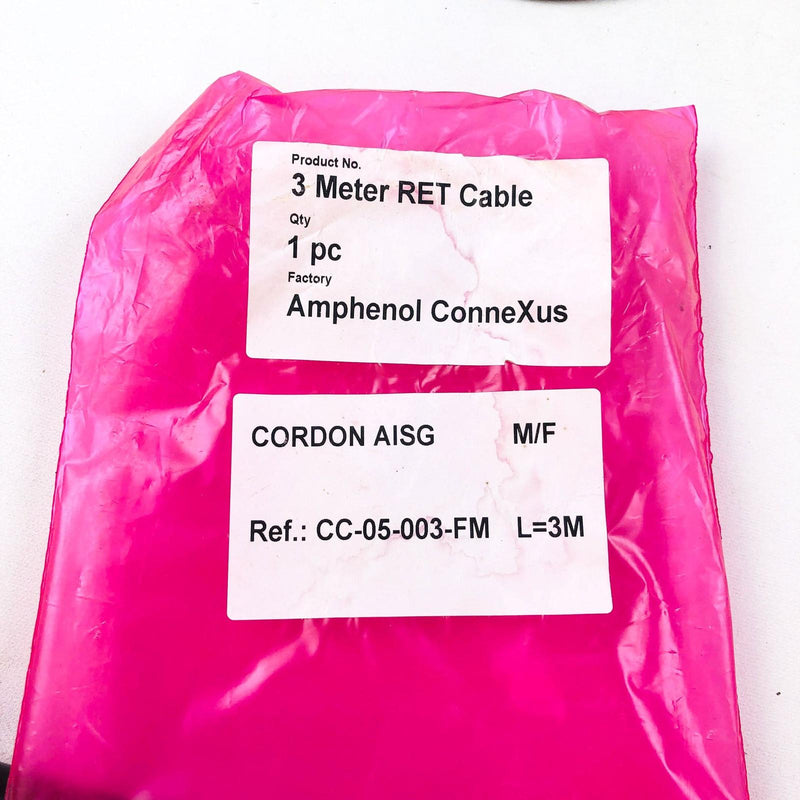 Product No.
3 Meter RET Cable
Qty
1 pc
Factory
Amphenol ConneXus
CORDON AISG M/F
Ref.: CC-05-003-FM L=3M